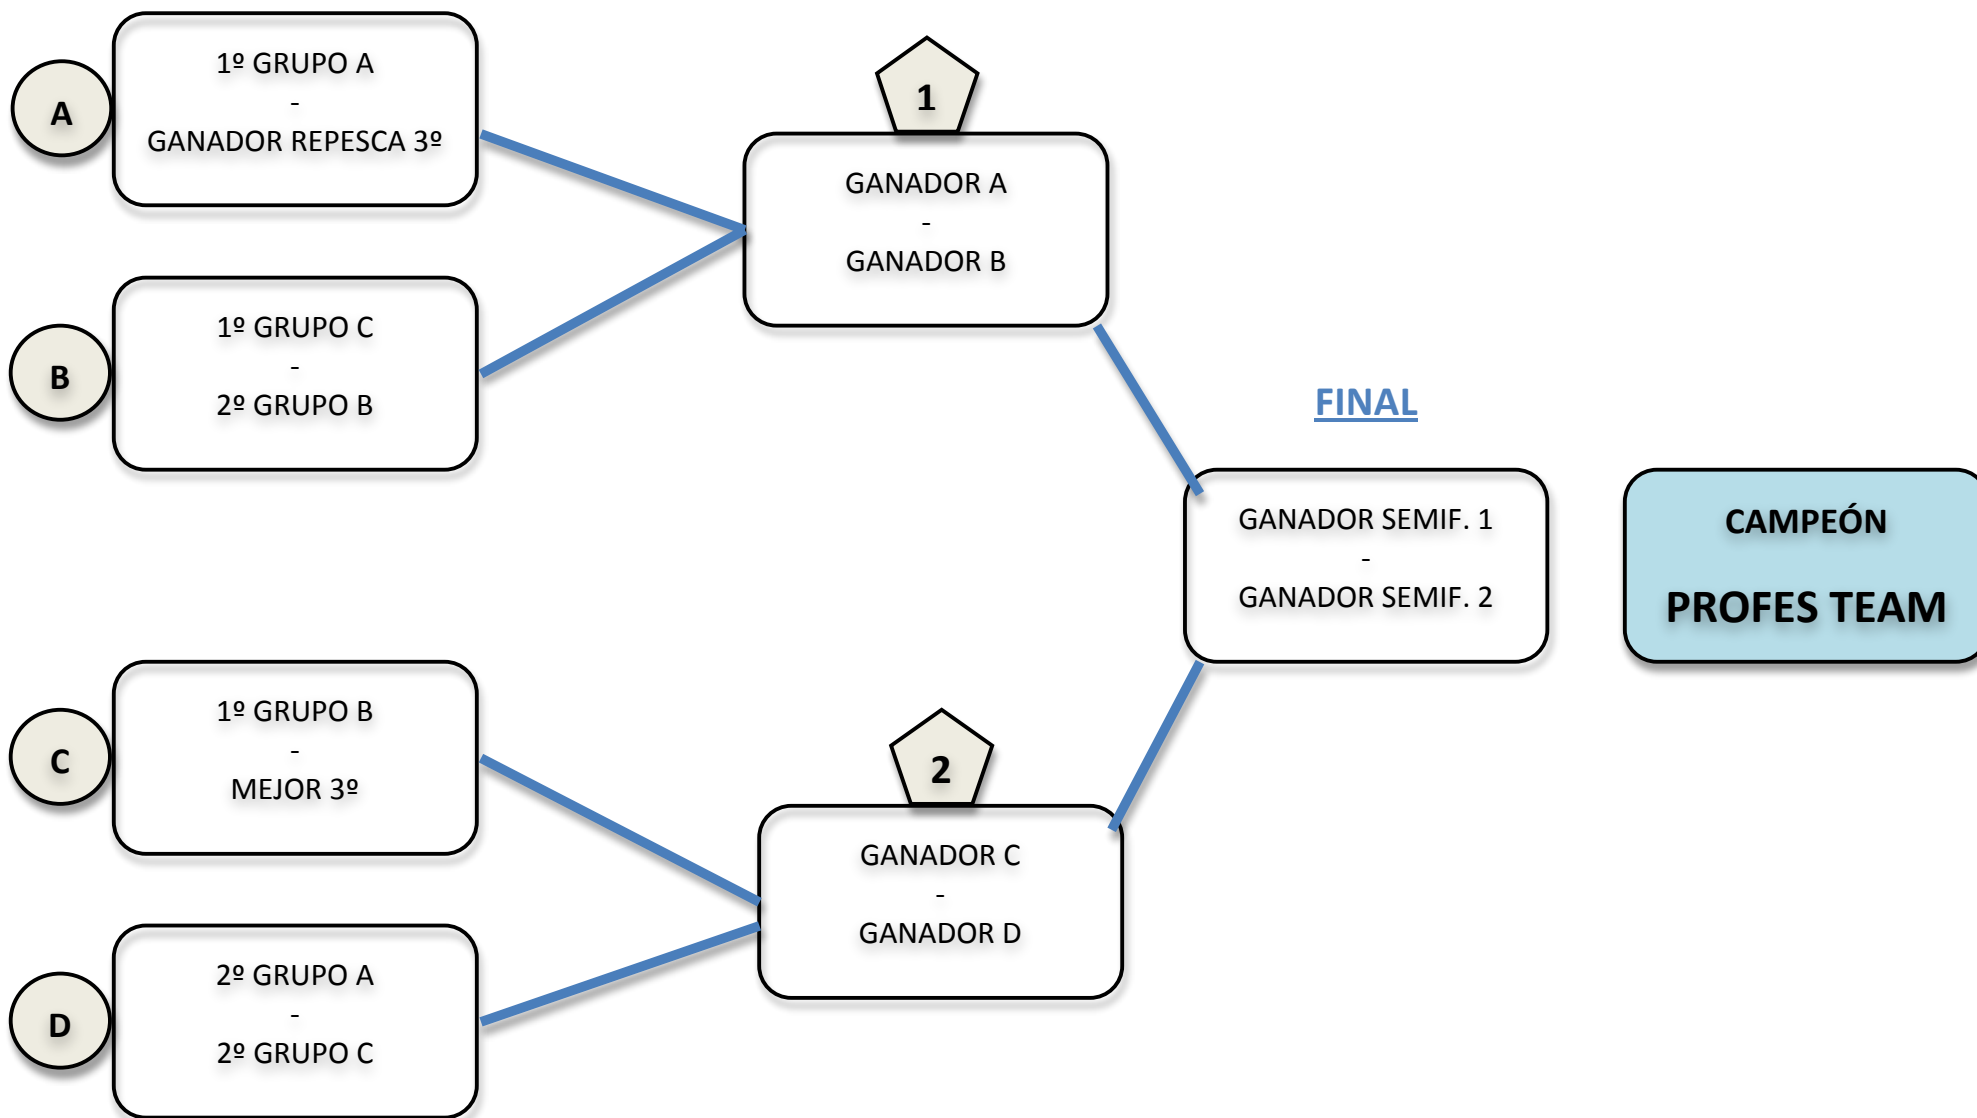 A
1º GRUPO A
-
GANADOR REPESCA 3º
B
1º GRUPO C
-
2º GRUPO B
1
GANADOR A
-
GANADOR B
C
1º GRUPO B
-
MEJOR 3º
D
2º GRUPO A
-
2º GRUPO C
2
GANADOR C
-
GANADOR D
FINAL
GANADOR SEMIF. 1
-
GANADOR SEMIF. 2
CAMPEÓN
PROFES TEAM